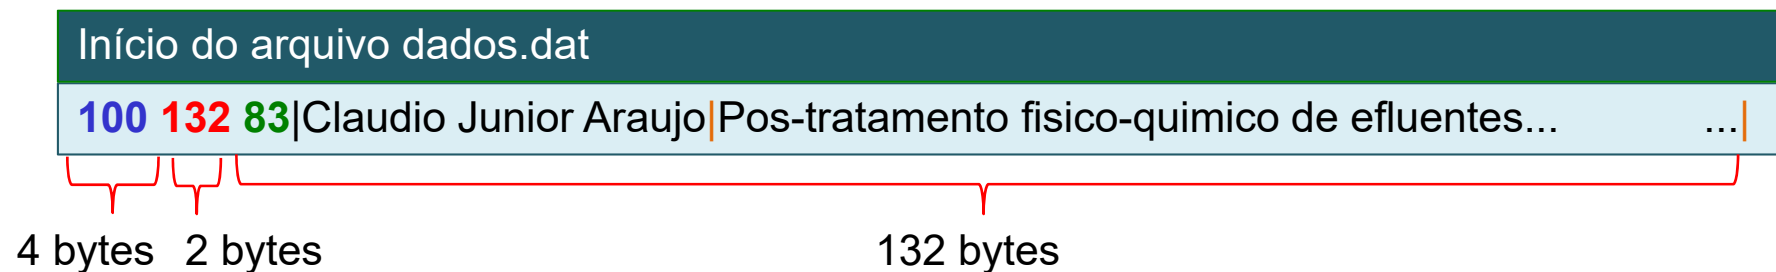 Início do arquivo dados.dat
100 132 83|Claudio Junior Araujo|Pos-tratamento fisico-quimico de efluentes... ...|
4 bytes 2 bytes 132 bytes